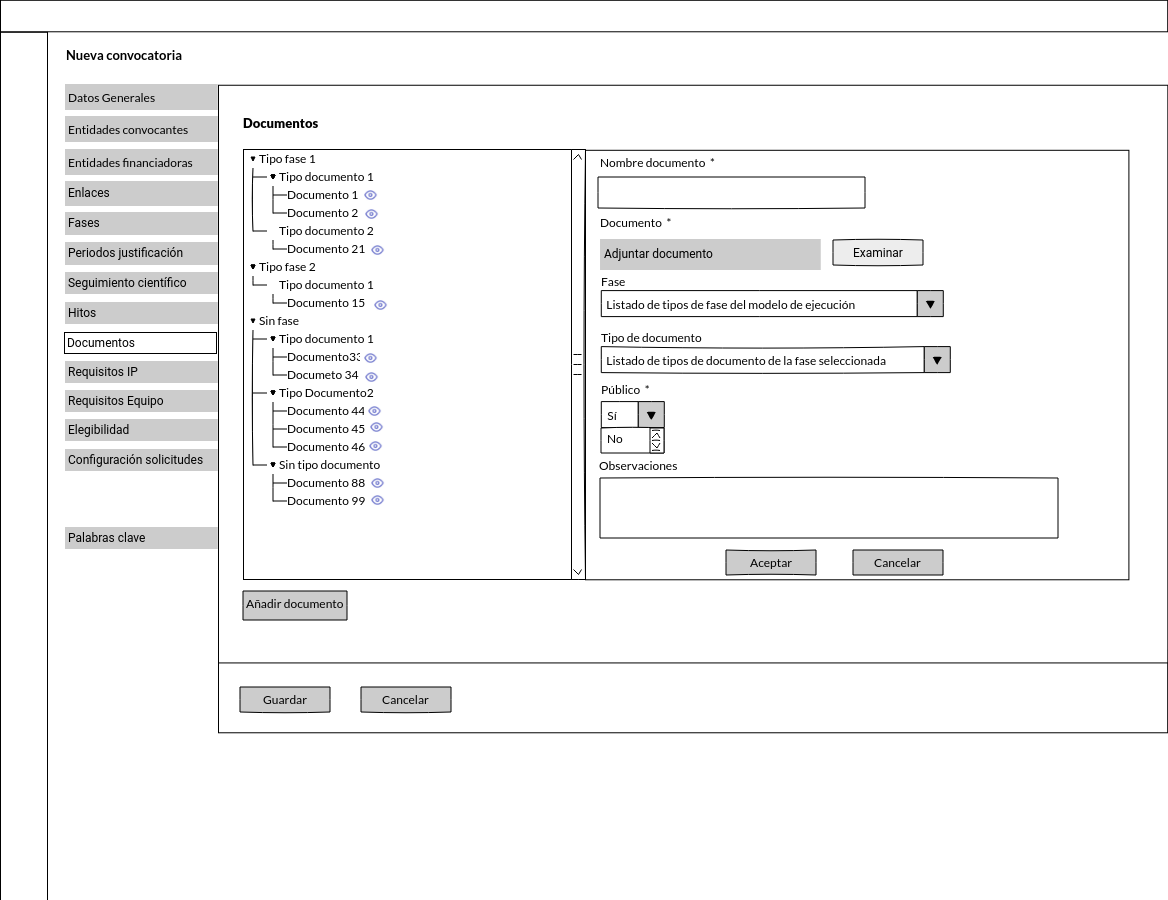 Nueva convocatoria
Datos Generales
Entidades convocantes
Entidades financiadoras
Enlaces
Fases
Periodos justificación
Seguimiento científico
Hitos
Documentos
Requisitos IP
Requisitos Equipo
Elegibilidad
Configuración solicitudes
Palabras clave
Documentos
Tipo fase 1
Tipo documento 1
Documento 1
Documento 2
Tipo documento 2
Documento 21
Tipo fase 2
Tipo documento 1
Documento 15
Sin fase
Tipo documento 1
Documento33
Documeto 34
Tipo Documento2
Documento 44
Documento 45
Documento 46
Sin tipo documento
Documento 88
Documento 99
Nombre documento *
Documento *
Adjuntar documento Examinar
Fase
Listado de tipos de fase del modelo de ejecución
Tipo de documento
Listado de tipos de documento de la fase seleccionada
Público *
Sí
No
Observaciones
Aceptar Cancelar
Añadir documento
Guardar Cancelar